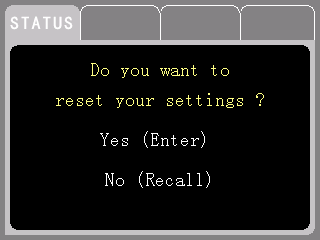 STATUS
Do you want to
reset your settings ?
Yes (Enter)
No (Recall)